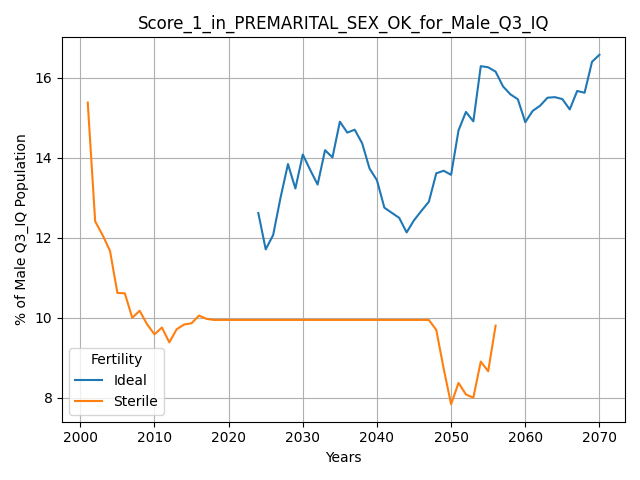 Score_1_in_PREMARITAL_SEX_OK_for_Male_Q3_IQ
% of Male Q3_IQ Population
16
14
12
10
8
Fertility
Ideal
Sterile
2000 2010 2020 2030 2040 2050 2060 2070
Years